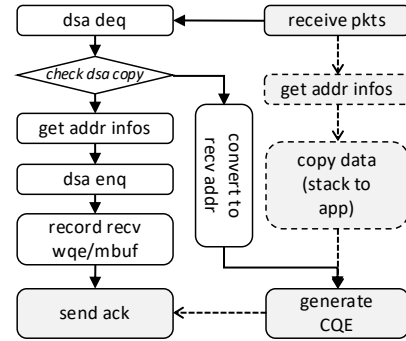 dsa deq
receive pkts
check dsa copy
get addr infos
get addr infos
convert to
recv addr
copy data
(stack to
app)
dsa enq
record recv
wqe/mbuf
send ack
generate
CQE